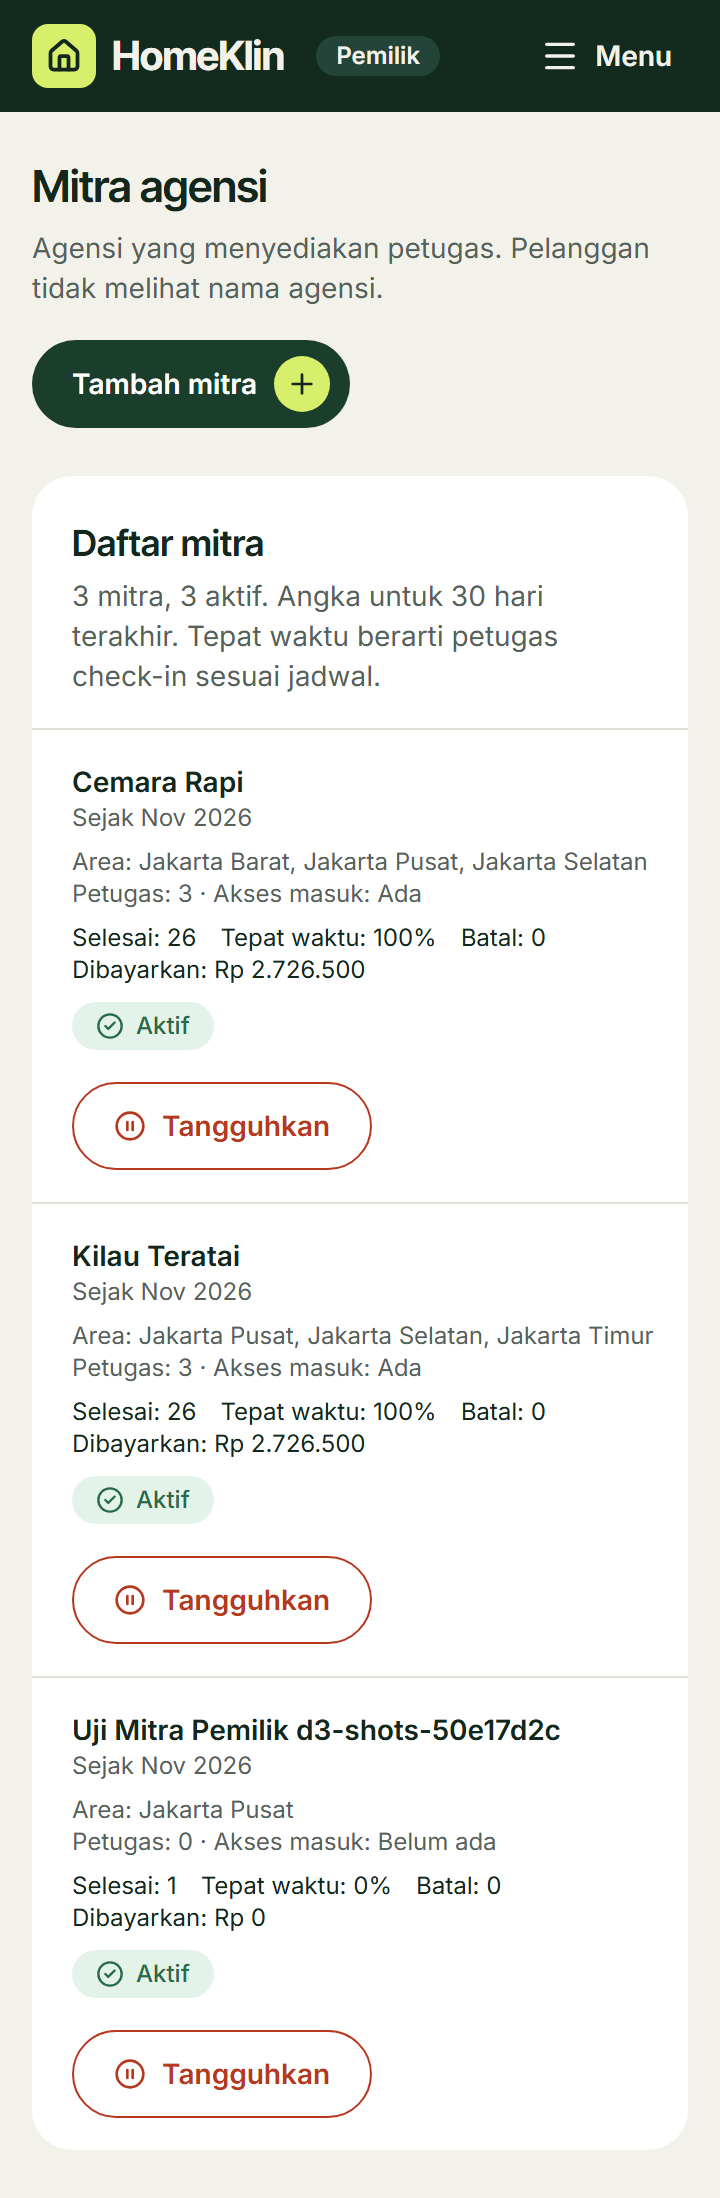 HomeKlin
Pemilik
Menu
Mitra agensi
Agensi yang menyediakan petugas. Pelanggan
tidak melihat nama agensi.
Tambah mitra
Daftar mitra
3 mitra, 3 aktif. Angka untuk 30 hari
terakhir. Tepat waktu berarti petugas
check-in sesuai jadwal.
Cemara Rapi
Sejak Nov 2026
Area: Jakarta Barat, Jakarta Pusat, Jakarta Selatan
Petugas: 3 · Akses masuk: Ada
Selesai: 26 Tepat waktu: 100% Batal: 0
Dibayarkan: Rp 2.726.500
Aktif
Tangguhkan
Kilau Teratai
Sejak Nov 2026
Area: Jakarta Pusat, Jakarta Selatan, Jakarta Timur
Petugas: 3 · Akses masuk: Ada
Selesai: 26 Tepat waktu: 100% Batal: 0
Dibayarkan: Rp 2.726.500
Aktif
Tangguhkan
Uji Mitra Pemilik d3-shots-50e17d2c
Sejak Nov 2026
Area: Jakarta Pusat
Petugas: 0 · Akses masuk: Belum ada
Selesai: 1 Tepat waktu: 0% Batal: 0
Dibayarkan: Rp 0
Aktif
Tangguhkan